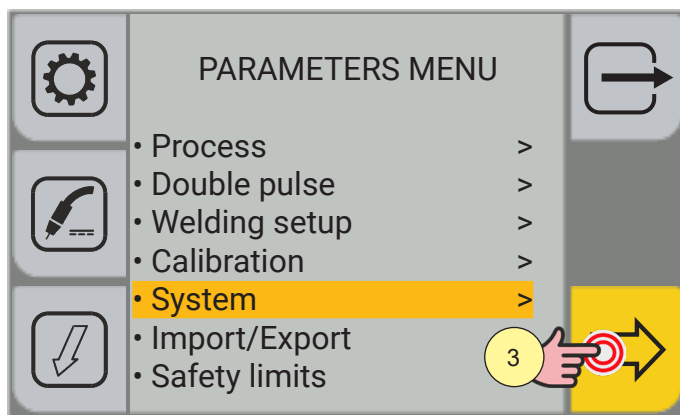 PARAMETERS MENU
• Process >
• Double pulse >
• Welding setup >
• Calibration >
• System >
• Import/Export
• Safety limits
3